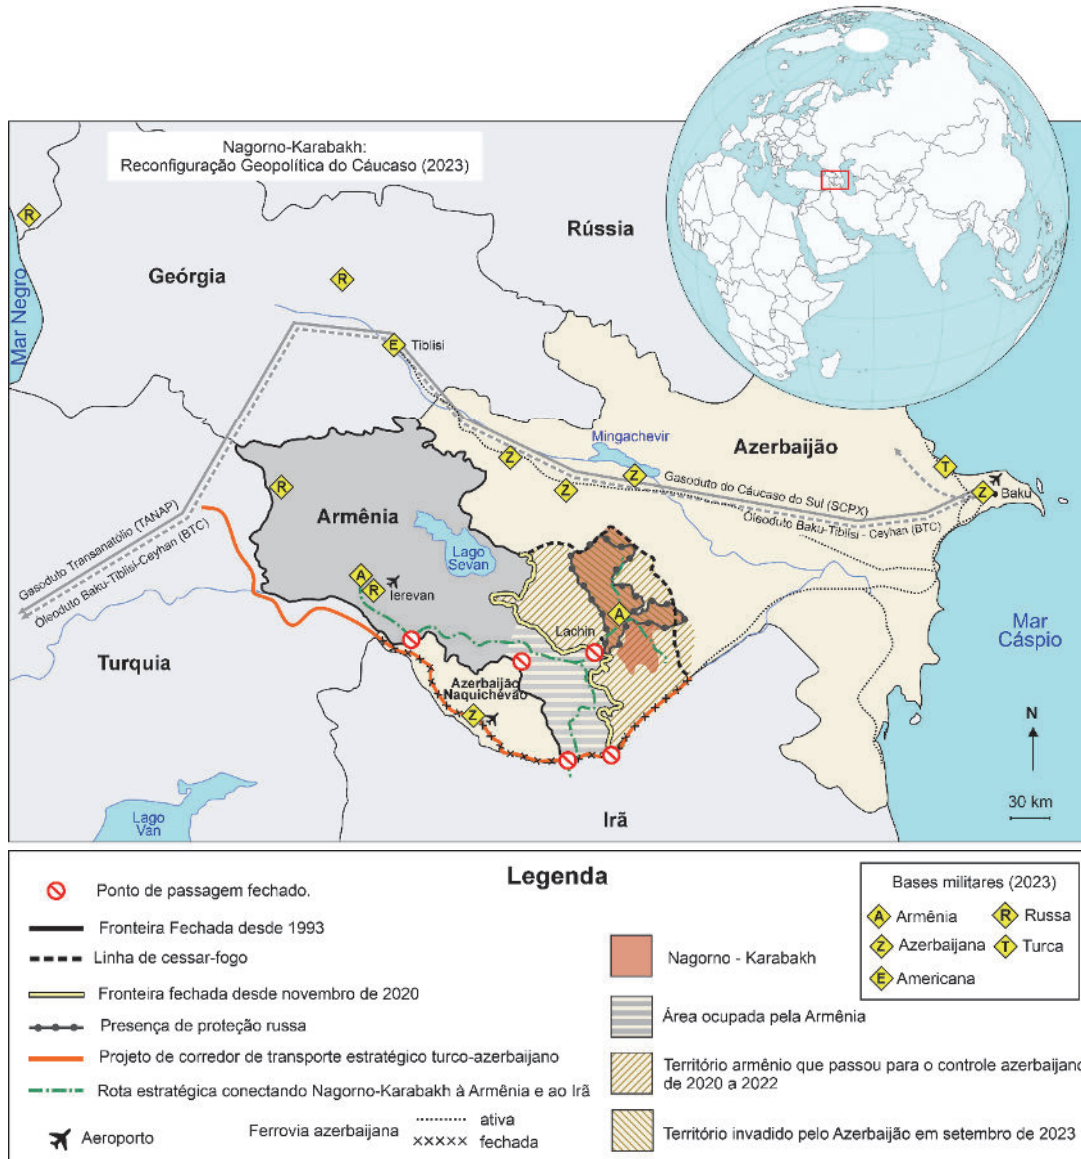 Nagorno-Karabakh:
Reconfiguração Geopolítica do Cáucaso (2023)
R
Rússia
Geórgia
R
Mar Negro
E
Tiblisi
Mingachevir
Azerbaijão
Z
Z
Z
T
Z
Baku
Gasoduto do Cáucaso do Sul (SCPX)
Óleoduto Baku-Tiblisi - Ceyhan (BTC)
R
Armênia
Lago
Sevan
Gasoduto Transanatólio (TANAP)
Óleoduto Baku-Tiblisi-Ceyhan (BTC)
A
R
Ierevan
A
Lachin
Mar
Cáspio
Turquia
Azerbaijão
Naquichevão
Z
N
30 km
Lago
Van
Irã
Legenda
Ponto de passagem fechado.
Fronteira Fechada desde 1993
Linha de cessar-fogo
Fronteira fechada desde novembro de 2020
Presença de proteção russa
Projeto de corredor de transporte estratégico turco-azerbaijano
Rota estratégica conectando Nagorno-Karabakh à Armênia e ao Irã
Aeroporto
Ferrovia azerbaijana
ativa
fechada
Nagorno - Karabakh
Área ocupada pela Armênia
Território armênio que passou para o controle azerbaijano
de 2020 a 2022
Território invadido pelo Azerbaijão em setembro de 2023
Bases militares (2023)
A Armênia
R Russa
Z Azerbaijana
T Turca
E Americana